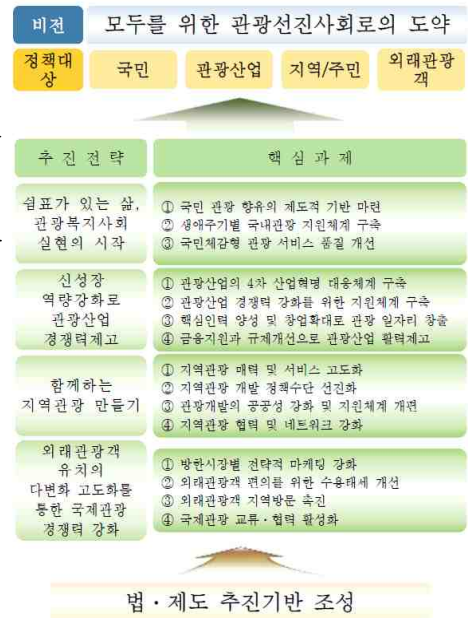 비전 모두를 위한 관광선진사회로의 도약
정책대상 국민 관광산업 지역/주민 외래관광객
추 진 전 략 핵 심 과 제
쉼표가 있는 삶,
관광복지사회
실현의 시작
① 국민 관광 향유의 제도적 기반 마련
② 생애주기별 국내관광 지원체계 구축
③ 국민체감형 관광 서비스 품질 개선
신성장
역량강화로
관광산업
경쟁력제고
① 관광산업의 4차 산업혁명 대응체계 구축
② 관광산업 경쟁력 강화를 위한 지원체계 구축
③ 핵심인력 양성 및 창업확대로 관광 일자리 창출
④ 금융지원과 규제개선으로 관광산업 활력제고
함께하는
지역관광 만들기
① 지역관광 매력 및 서비스 고도화
② 지역관광 개발 정책수단 선진화
③ 관광개발의 공공성 강화 및 지원체계 개편
④ 지역관광 협력 및 네트워크 강화
외래관광객
유치의
다변화 고도화를
통한 국제관광
경쟁력 강화
① 방한시장별 전략적 마케팅 강화
② 외래관광객 편의를 위한 수용태세 개선
③ 외래관광객 지역방문 촉진
④ 국제관광 교류・협력 활성화
법・제도 추진기반 조성